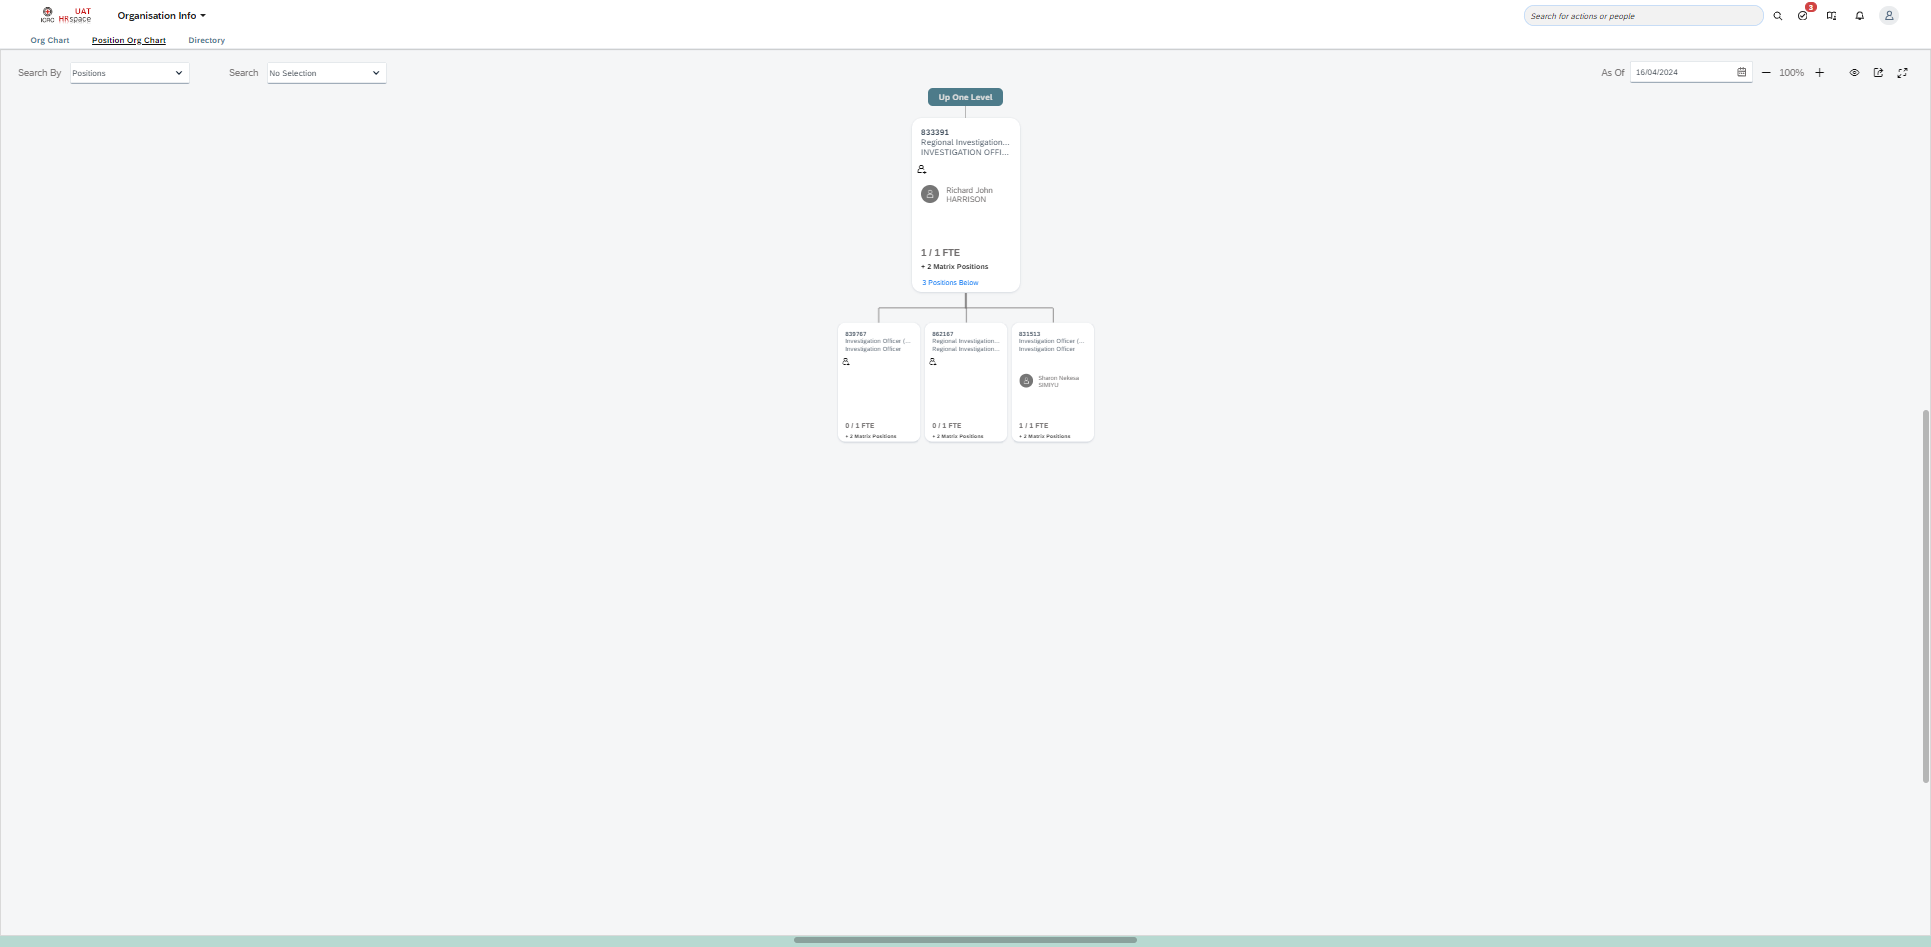 ICRC
UAT
HRspace
Organisation Info
Search for actions or people
3
Org Chart
Position Org Chart
Directory
Search By
Positions
Search
No Selection
As Of
16/04/2024
100%
Up One Level
833391
Regional Investigation...
INVESTIGATION OFFI...
Richard John
HARRISON
1 / 1 FTE
+ 2 Matrix Positions
3 Positions Below
839767
Investigation Officer (...
Investigation Officer
0 / 1 FTE
+ 2 Matrix Positions
862167
Regional Investigation...
Regional Investigation...
0 / 1 FTE
+ 2 Matrix Positions
831513
Investigation Officer (...
Investigation Officer
Sharon Nekesa
SIMIYU
1 / 1 FTE
+ 2 Matrix Positions